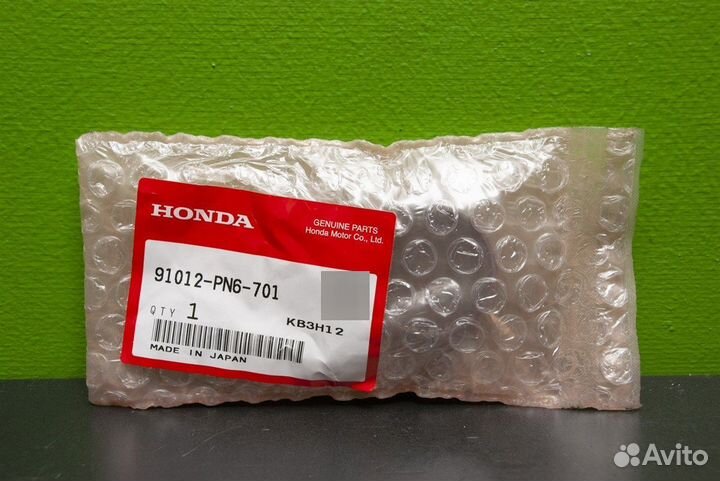 HONDA
GENUINE PARTS
Honda Motor Co., Ltd.
91012-PN6-701
QTY 1
KB3H12
MADE IN JAPAN
Avito